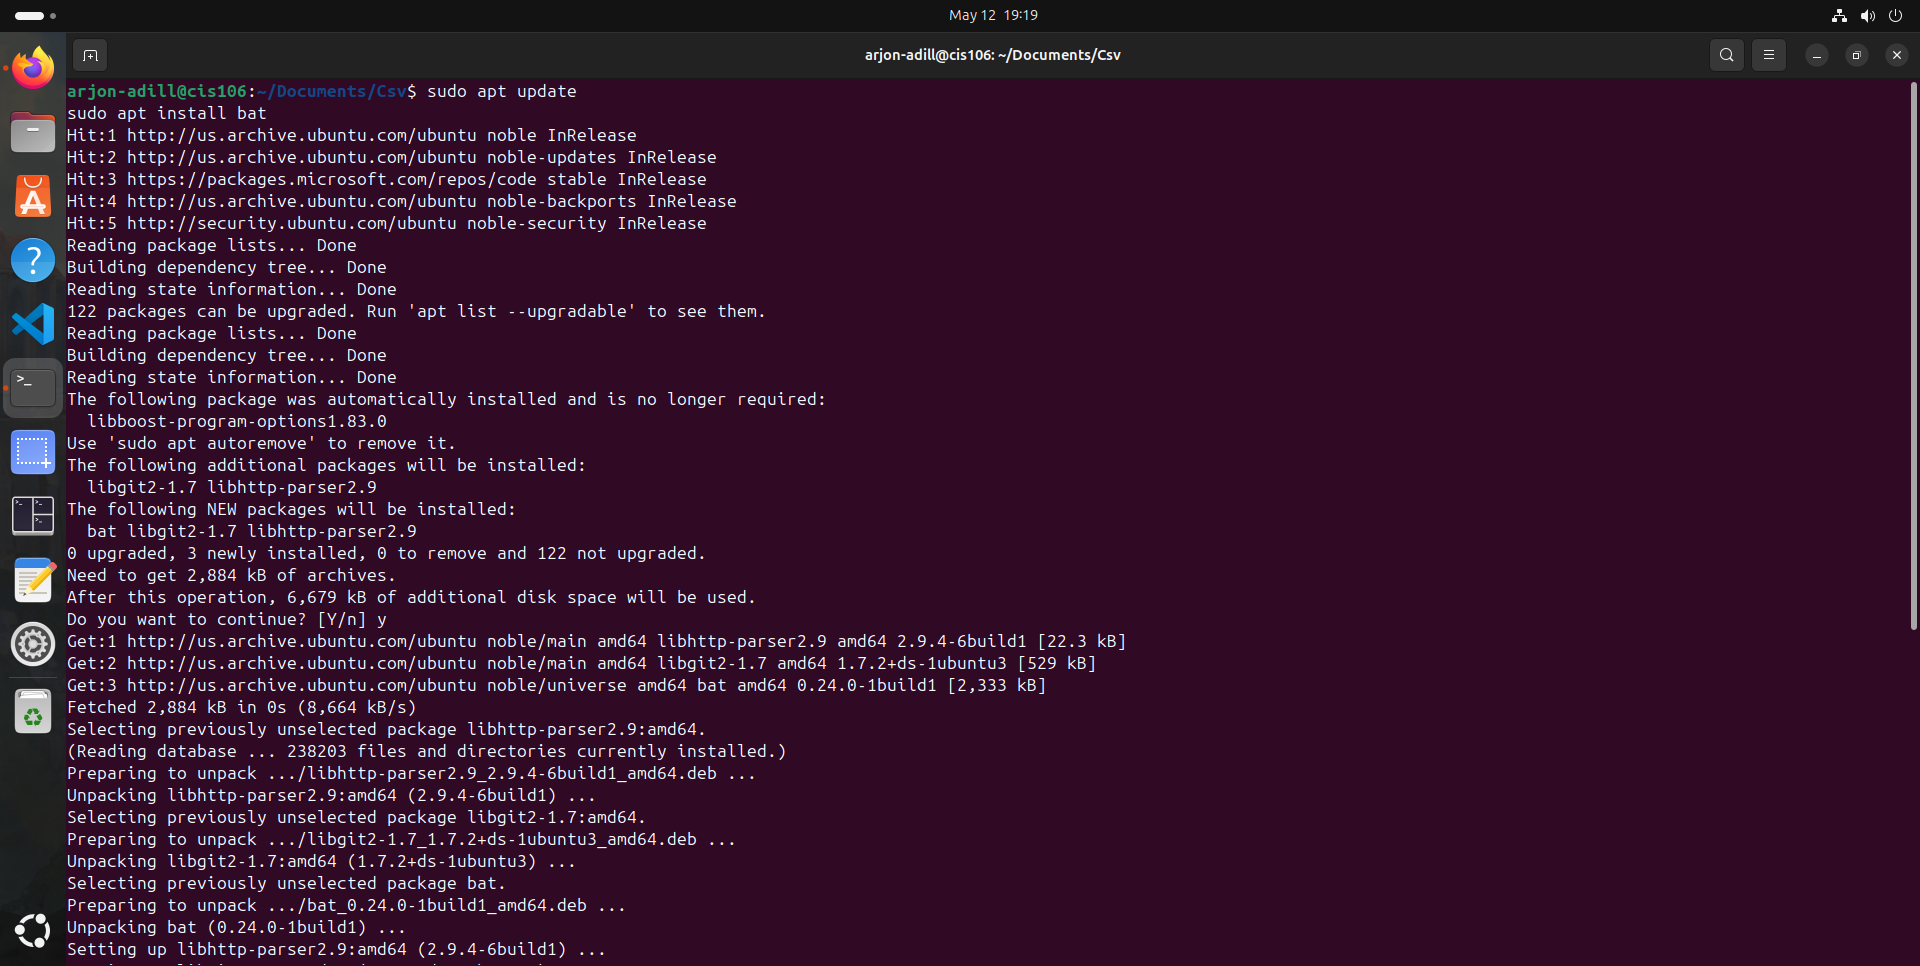 May 12 19:19
arjon-adill@cis106: ~/Documents/Csv
arjon-adill@cis106:~/Documents/Csv$ sudo apt update
sudo apt install bat
Hit:1 http://us.archive.ubuntu.com/ubuntu noble InRelease
Hit:2 http://us.archive.ubuntu.com/ubuntu noble-updates InRelease
Hit:3 https://packages.microsoft.com/repos/code stable InRelease
Hit:4 http://us.archive.ubuntu.com/ubuntu noble-backports InRelease
Hit:5 http://security.ubuntu.com/ubuntu noble-security InRelease
Reading package lists... Done
Building dependency tree... Done
Reading state information... Done
122 packages can be upgraded. Run 'apt list --upgradable' to see them.
Reading package lists... Done
Building dependency tree... Done
Reading state information... Done
The following package was automatically installed and is no longer required:
  libboost-program-options1.83.0
Use 'sudo apt autoremove' to remove it.
The following additional packages will be installed:
  libgit2-1.7 libhttp-parser2.9
The following NEW packages will be installed:
  bat libgit2-1.7 libhttp-parser2.9
0 upgraded, 3 newly installed, 0 to remove and 122 not upgraded.
Need to get 2,884 kB of archives.
After this operation, 6,679 kB of additional disk space will be used.
Do you want to continue? [Y/n] y
Get:1 http://us.archive.ubuntu.com/ubuntu noble/main amd64 libhttp-parser2.9 amd64 2.9.4-6build1 [22.3 kB]
Get:2 http://us.archive.ubuntu.com/ubuntu noble/main amd64 libgit2-1.7 amd64 1.7.2+ds-1ubuntu3 [529 kB]
Get:3 http://us.archive.ubuntu.com/ubuntu noble/universe amd64 bat amd64 0.24.0-1build1 [2,333 kB]
Fetched 2,884 kB in 0s (8,664 kB/s)
Selecting previously unselected package libhttp-parser2.9:amd64.
(Reading database ... 238203 files and directories currently installed.)
Preparing to unpack .../libhttp-parser2.9_2.9.4-6build1_amd64.deb ...
Unpacking libhttp-parser2.9:amd64 (2.9.4-6build1) ...
Selecting previously unselected package libgit2-1.7:amd64.
Preparing to unpack .../libgit2-1.7_1.7.2+ds-1ubuntu3_amd64.deb ...
Unpacking libgit2-1.7:amd64 (1.7.2+ds-1ubuntu3) ...
Selecting previously unselected package bat.
Preparing to unpack .../bat_0.24.0-1build1_amd64.deb ...
Unpacking bat (0.24.0-1build1) ...
Setting up libhttp-parser2.9:amd64 (2.9.4-6build1) ...